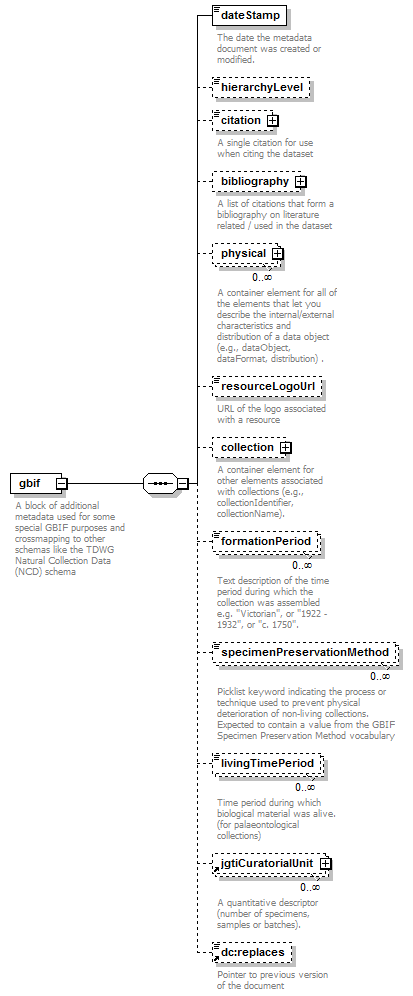 dateStamp
The date the metadata
document was created or
modified.
hierarchyLevel
citation
A single citation for use
when citing the dataset
bibliography
A list of citations that form a
bibliography on literature
related / used in the dataset
physical
0..∞
A container element for all of
the elements that let you
describe the internal/external
characteristics and
distribution of a data object
(e.g., dataObject,
dataFormat, distribution) .
resourceLogoUrl
URL of the logo associated
with a resource
collection
A container element for
other elements associated
with collections (e.g.,
collectionIdentifier,
collectionName).
gbif
A block of additional
metadata used for some
special GBIF purposes and
crossmapping to other
schemas like the TDWG
Natural Collection Data
(NCD) schema
formationPeriod
0..∞
Text description of the time
period during which the
collection was assembled
e.g. "Victorian", or "1922 -
1932", or "c. 1750".
specimenPreservationMethod
0..∞
Picklist keyword indicating the process or
technique used to prevent physical
deterioration of non-living collections.
Expected to contain a value from the GBIF
Specimen Preservation Method vocabulary
livingTimePeriod
0..∞
Time period during which
biological material was alive.
(for palaeontological
collections)
jgtiCuratorialUnit
0..∞
A quantitative descriptor
(number of specimens,
samples or batches).
dc:replaces
Pointer to previous version
of the document